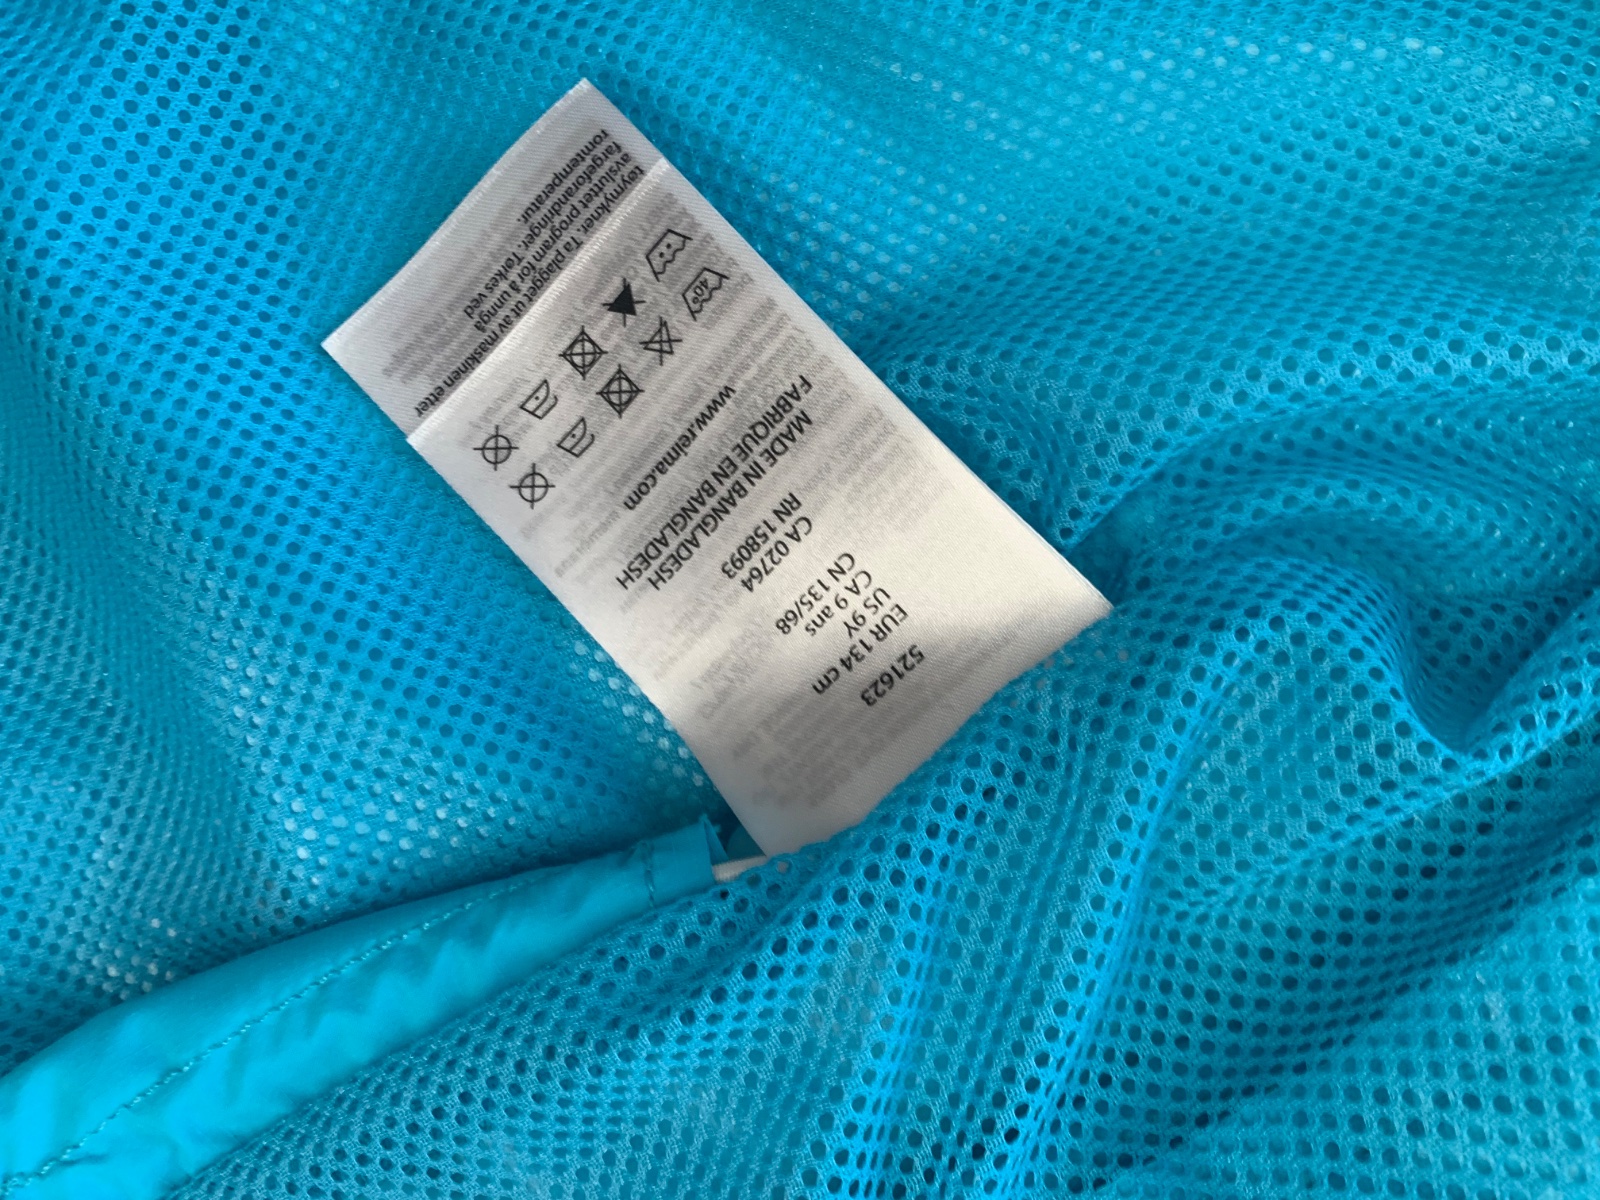 521623
EUR 134 cm
US 9Y
CA 9 ans
CN 135/68
CA 02764
RN 158093
MADE IN BANGLADESH
FABRIQUE EN BANGLADESH
www.reima.com
40°
tøymykner. Ta plagget ut av maskinen etter
avsluttet program for å unngå
fargeforandringer. Tørkes ved
romtemperatur.